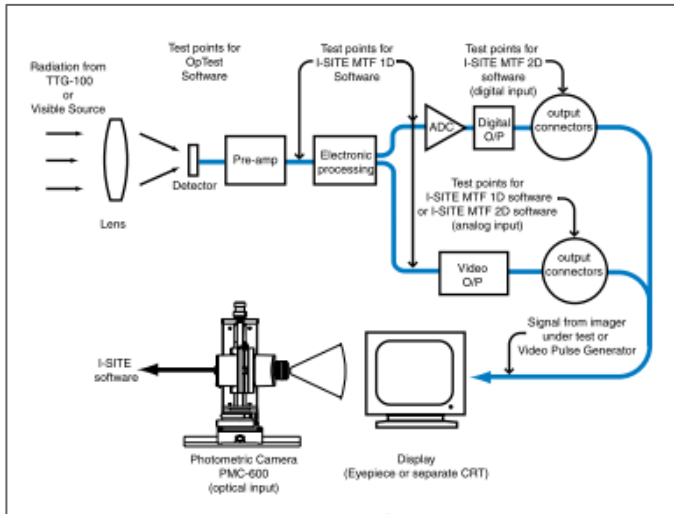 Radiation from
TTG-100
or
Visible Source
Test points for
OpTest
Software
Test points for
I-SITE MTF 1D
Software
Test points for
I-SITE MTF 2D
software
(digital input)
Lens
Detector
Pre-amp
Electronic
processing
ADC
Digital
O/P
output
connectors
Test points for
I-SITE MTF 1D software
or I-SITE MTF 2D software
(analog input)
Video
O/P
output
connectors
Signal from imager
under test or
Video Pulse Generator
I-SITE
software
Photometric Camera
PMC-600
(optical input)
Display
(Eyepiece or separate CRT)